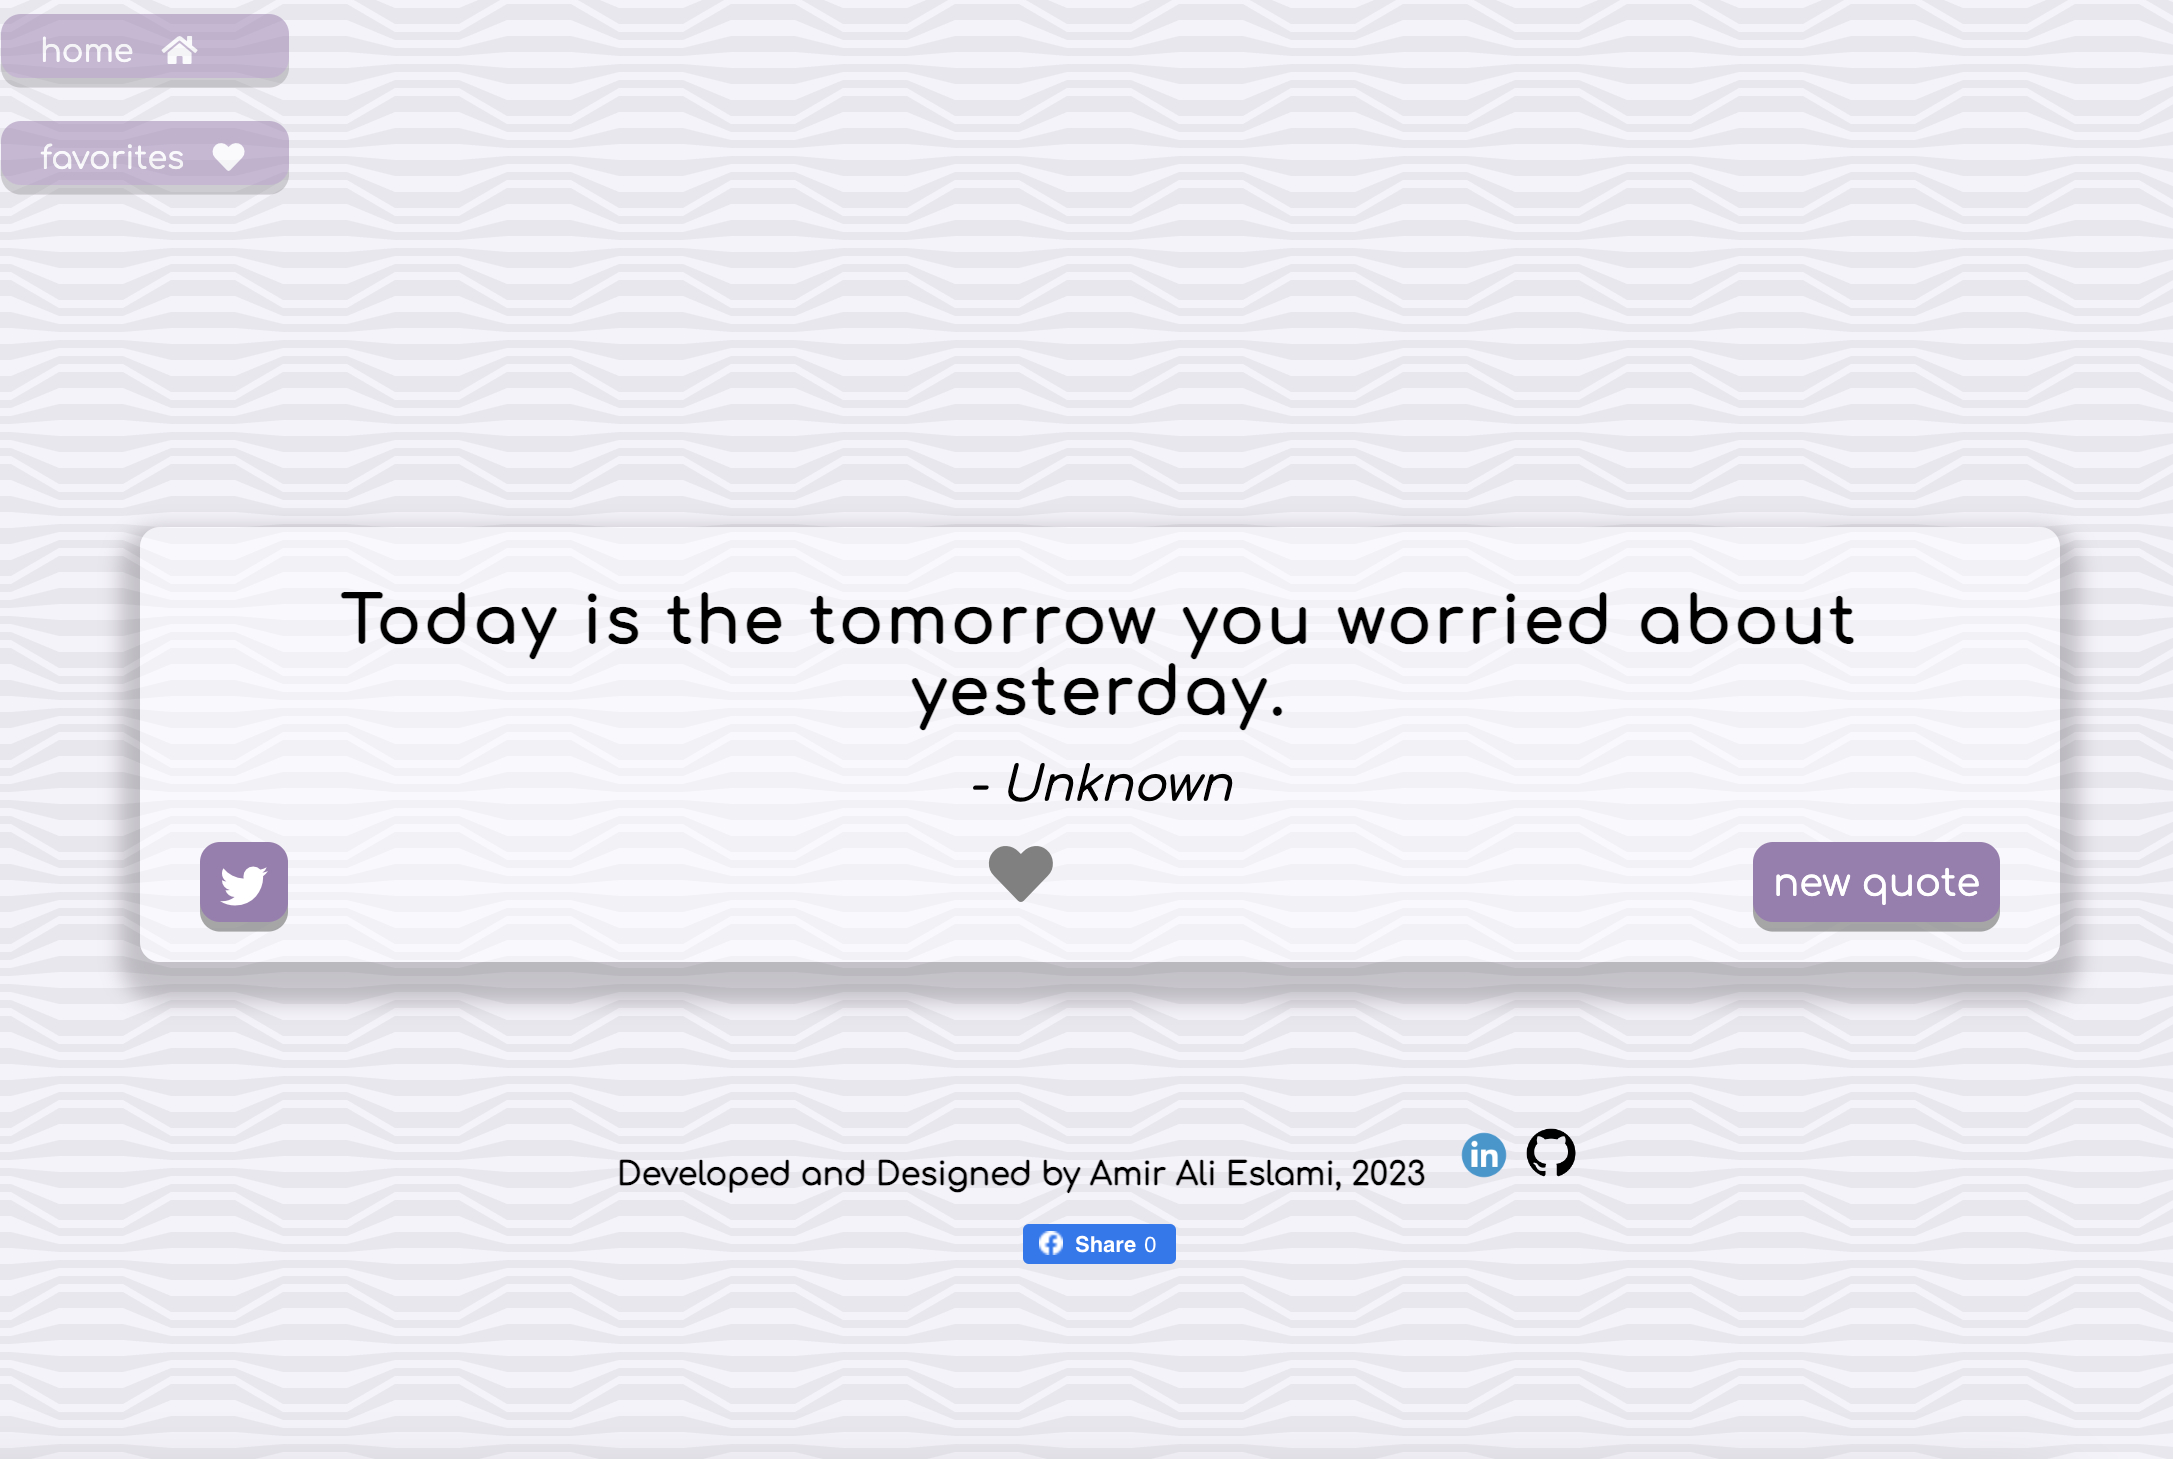 home
favorites
Today is the tomorrow you worried about
yesterday.
- Unknown
new quote
Developed and Designed by Amir Ali Eslami, 2023
in
Share 0